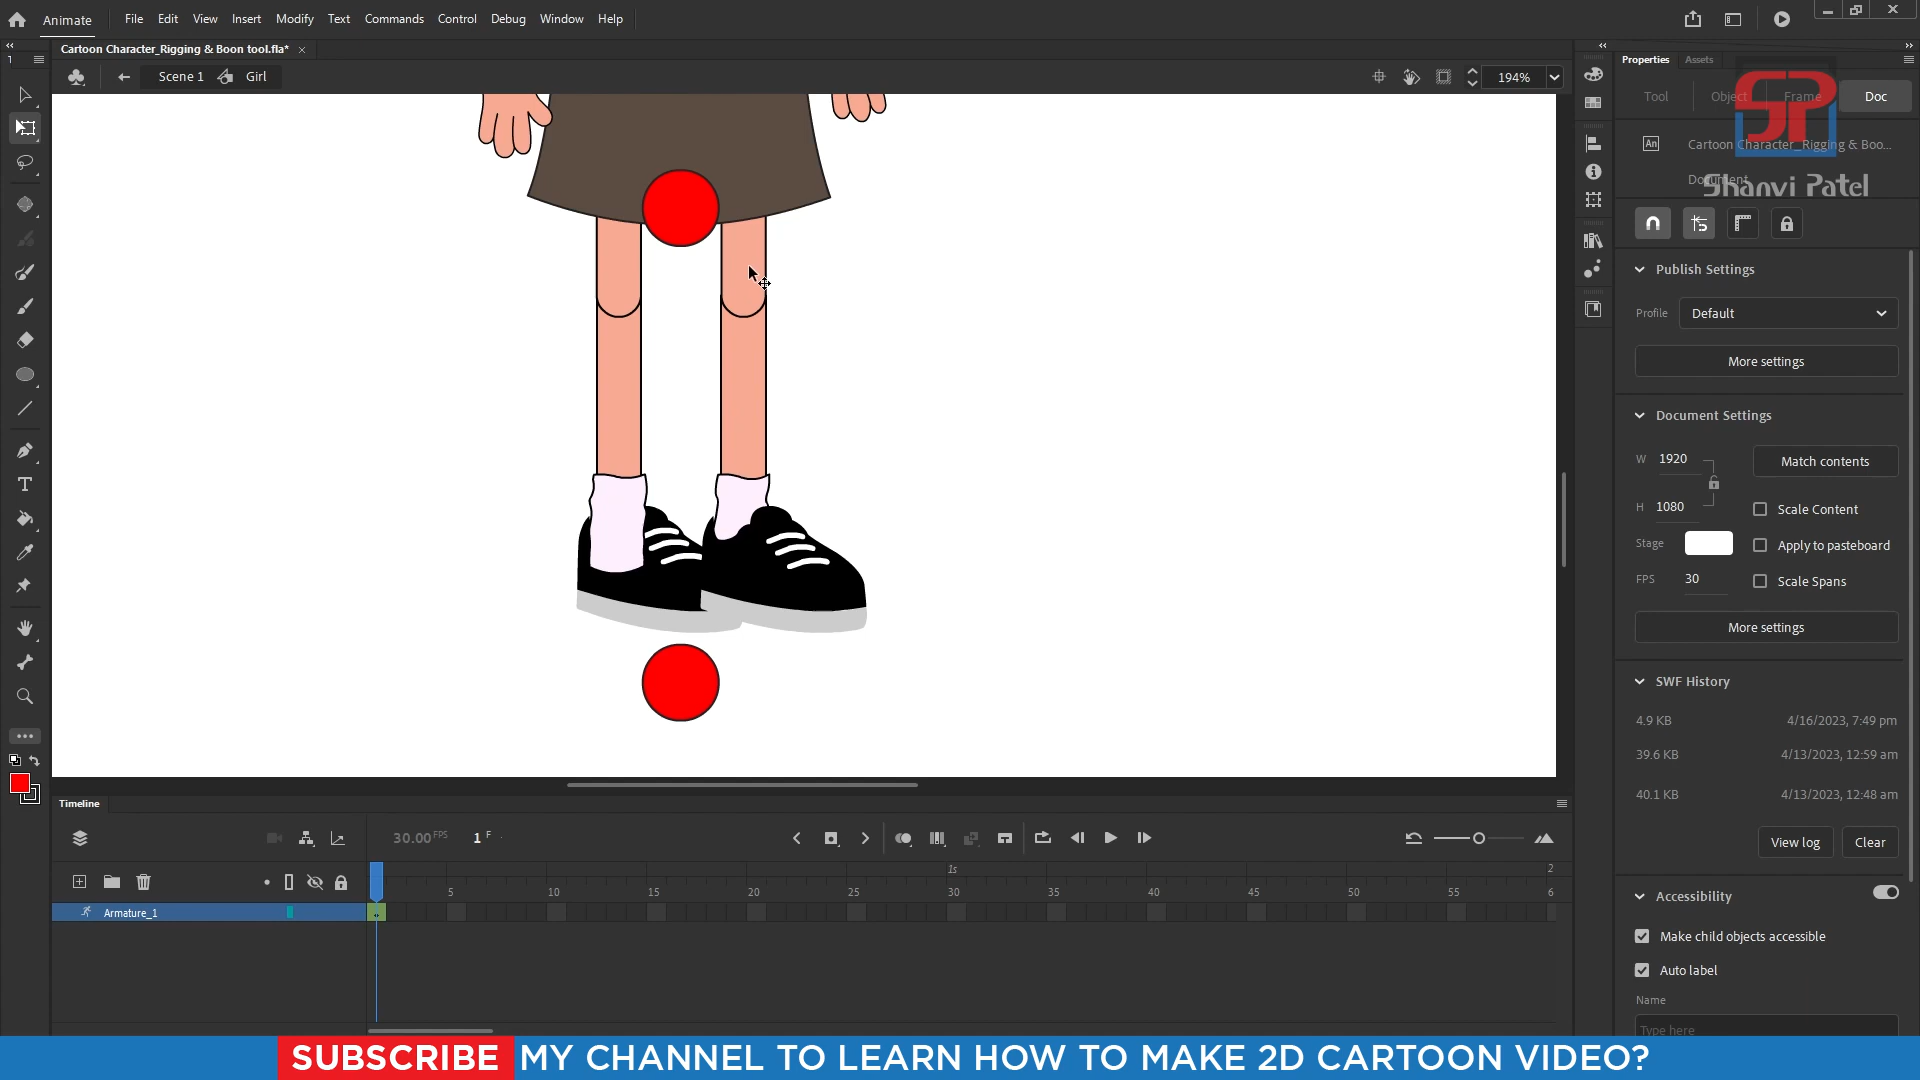 Animate File Edit View Insert Modify Text Commands Control Debug Window Help
Cartoon Character_Rigging & Boon tool.fla* ×
Scene 1 Girl 194%
Properties Assets
Tool Object Frame Doc
An Cartoon Character_Rigging & Boo...
Document
SP
Shanvi Patel
Publish Settings
Profile Default
More settings
Document Settings
W 1920 Match contents
H 1080 Scale Content
Stage Apply to pasteboard
FPS 30 Scale Spans
More settings
SWF History
4.9 KB 4/16/2023, 7:49 pm
39.6 KB 4/13/2023, 12:59 am
40.1 KB 4/13/2023, 12:48 am
View log Clear
Accessibility
Make child objects accessible
Auto label
Name
Type here
Timeline
30.00 FPS 1 F
1s 2
5 10 15 20 25 30 35 40 45 50 55 6
Armature_1
SUBSCRIBE MY CHANNEL TO LEARN HOW TO MAKE 2D CARTOON VIDEO?